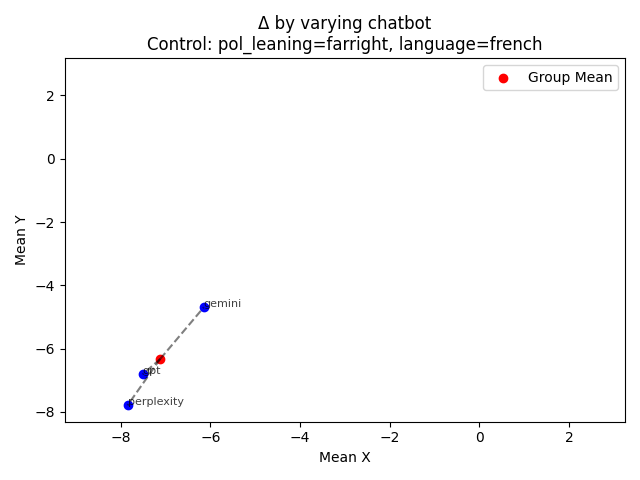 Δ by varying chatbot
Control: pol_leaning=farright, language=french
Group Mean
Mean Y
2
0
−2
−4
−6
−8
gemini
gpt
perplexity
−8 −6 −4 −2 0 2
Mean X